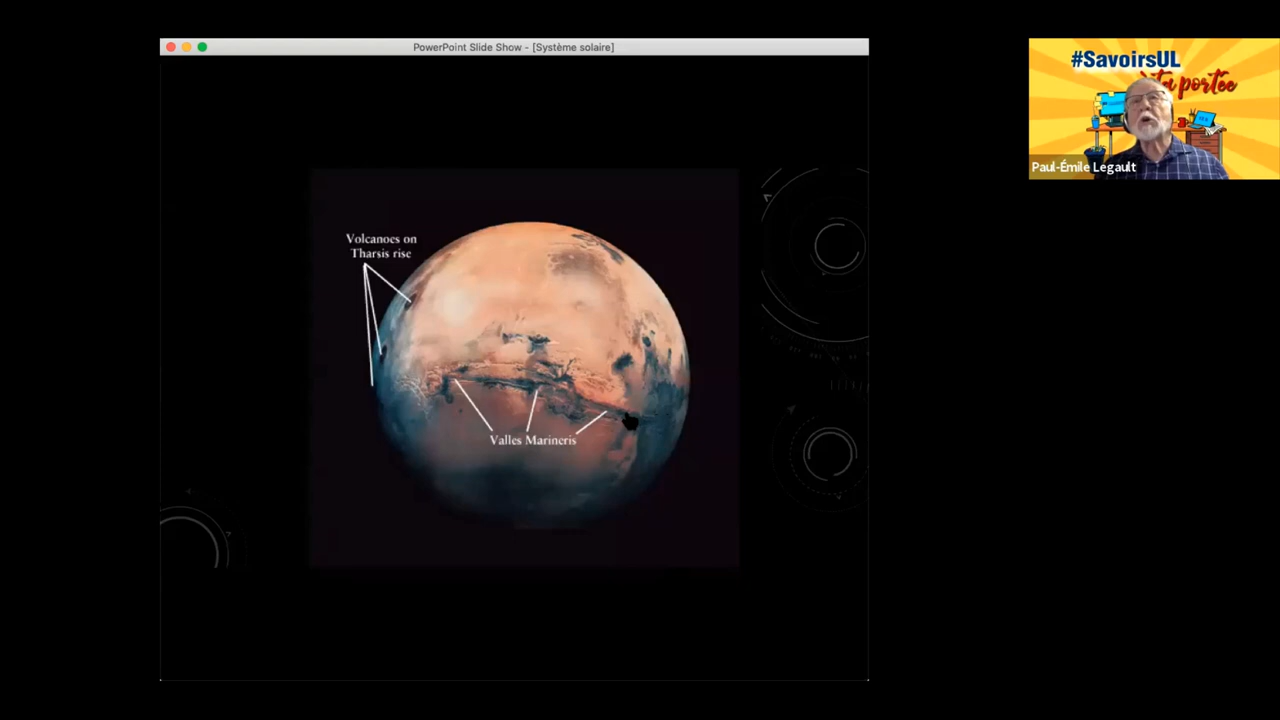 PowerPoint Slide Show - [Système solaire]
Volcanoes on
Tharsis rise
Valles Marineris
#SavoirsUL
à ta portée
Paul-Émile Legault